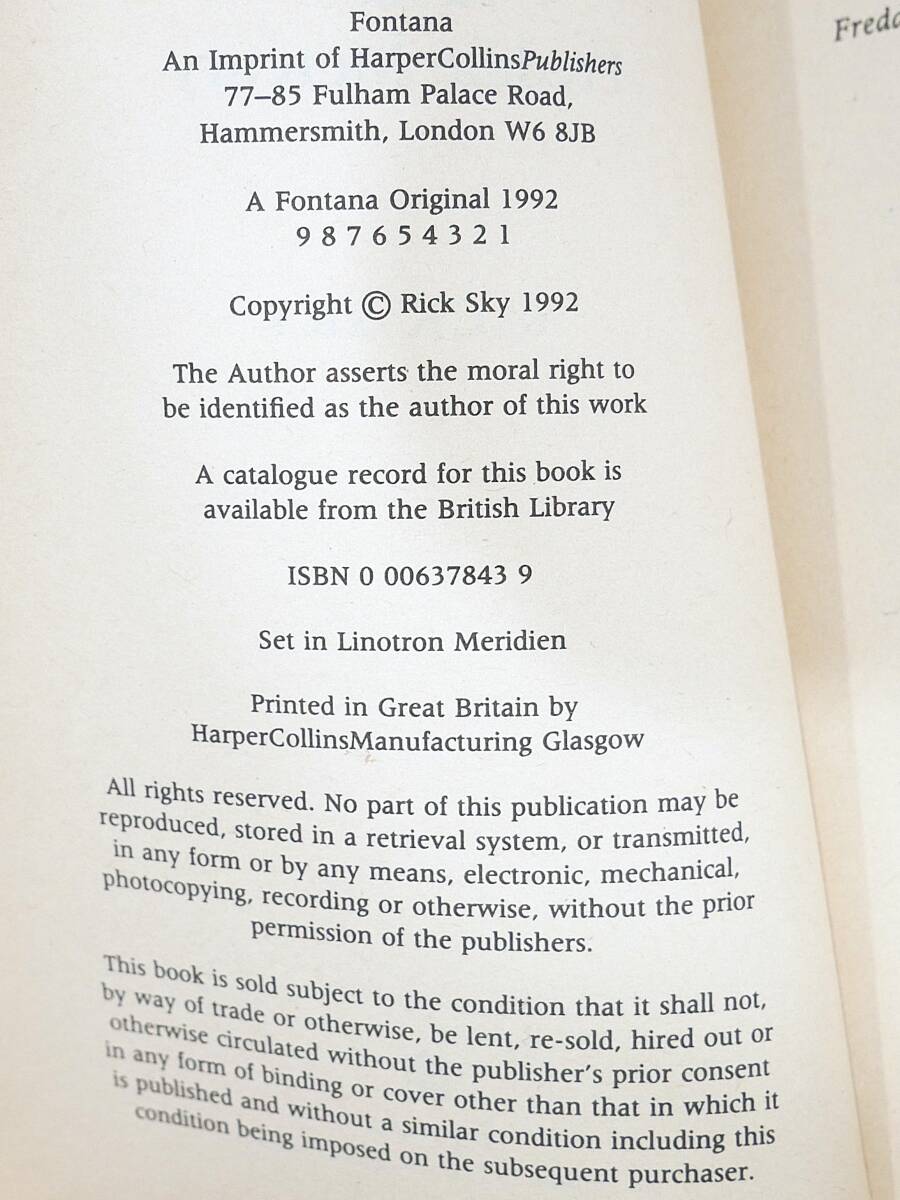 Fontana
An Imprint of HarperCollinsPublishers
77–85 Fulham Palace Road,
Hammersmith, London W6 8JB
A Fontana Original 1992
9 8 7 6 5 4 3 2 1
Copyright © Rick Sky 1992
The Author asserts the moral right to
be identified as the author of this work
A catalogue record for this book is
available from the British Library
ISBN 0 00637843 9
Set in Linotron Meridien
Printed in Great Britain by
HarperCollinsManufacturing Glasgow
All rights reserved. No part of this publication may be
reproduced, stored in a retrieval system, or transmitted,
in any form or by any means, electronic, mechanical,
photocopying, recording or otherwise, without the prior
permission of the publishers.
This book is sold subject to the condition that it shall not,
by way of trade or otherwise, be lent, re-sold, hired out or
otherwise circulated without the publisher's prior consent
in any form of binding or cover other than that in which it
is published and without a similar condition including this
condition being imposed on the subsequent purchaser.